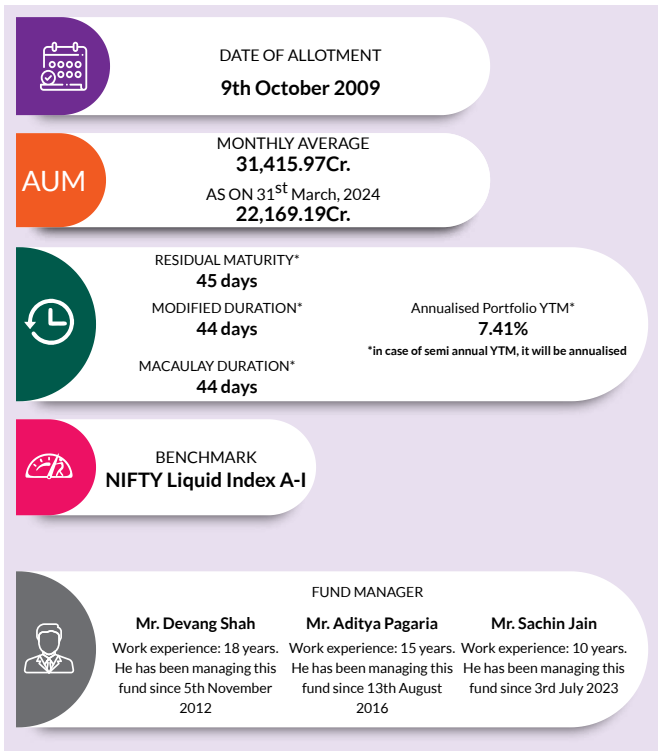 DATE OF ALLOTMENT
9th October 2009
AUM
MONTHLY AVERAGE
31,415.97Cr.
AS ON 31st March, 2024
22,169.19Cr.
RESIDUAL MATURITY*
45 days
MODIFIED DURATION*
44 days
MACAULAY DURATION*
44 days
Annualised Portfolio YTM*
7.41%
*in case of semi annual YTM, it will be annualised
BENCHMARK
NIFTY Liquid Index A-I
FUND MANAGER
Mr. Devang Shah
Work experience: 18 years.
He has been managing this
fund since 5th November
2012
Mr. Aditya Pagaria
Work experience: 15 years.
He has been managing this
fund since 13th August
2016
Mr. Sachin Jain
Work experience: 10 years.
He has been managing this
fund since 3rd July 2023